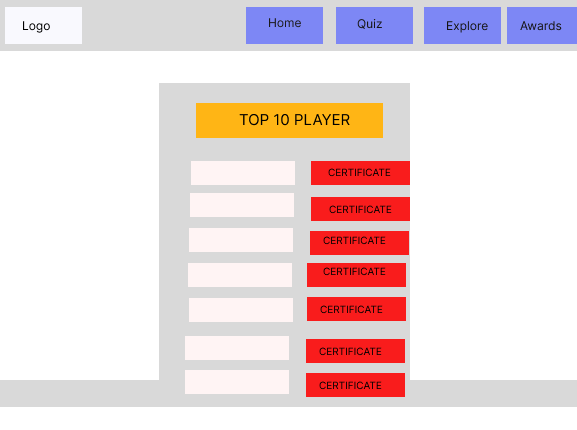 Logo Home Quiz Explore Awards
TOP 10 PLAYER
CERTIFICATE
CERTIFICATE
CERTIFICATE
CERTIFICATE
CERTIFICATE
CERTIFICATE
CERTIFICATE